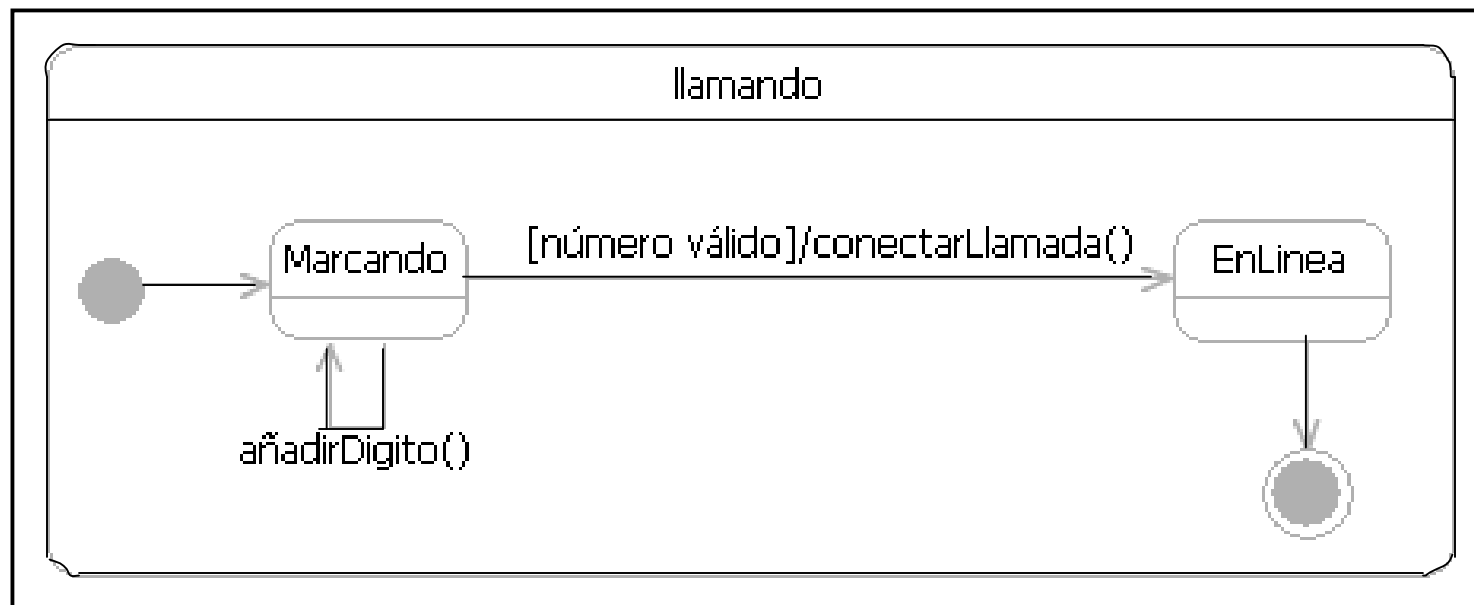 llamando
Marcando
[número válido]/conectarLlamada()
EnLinea
añadirDigito()